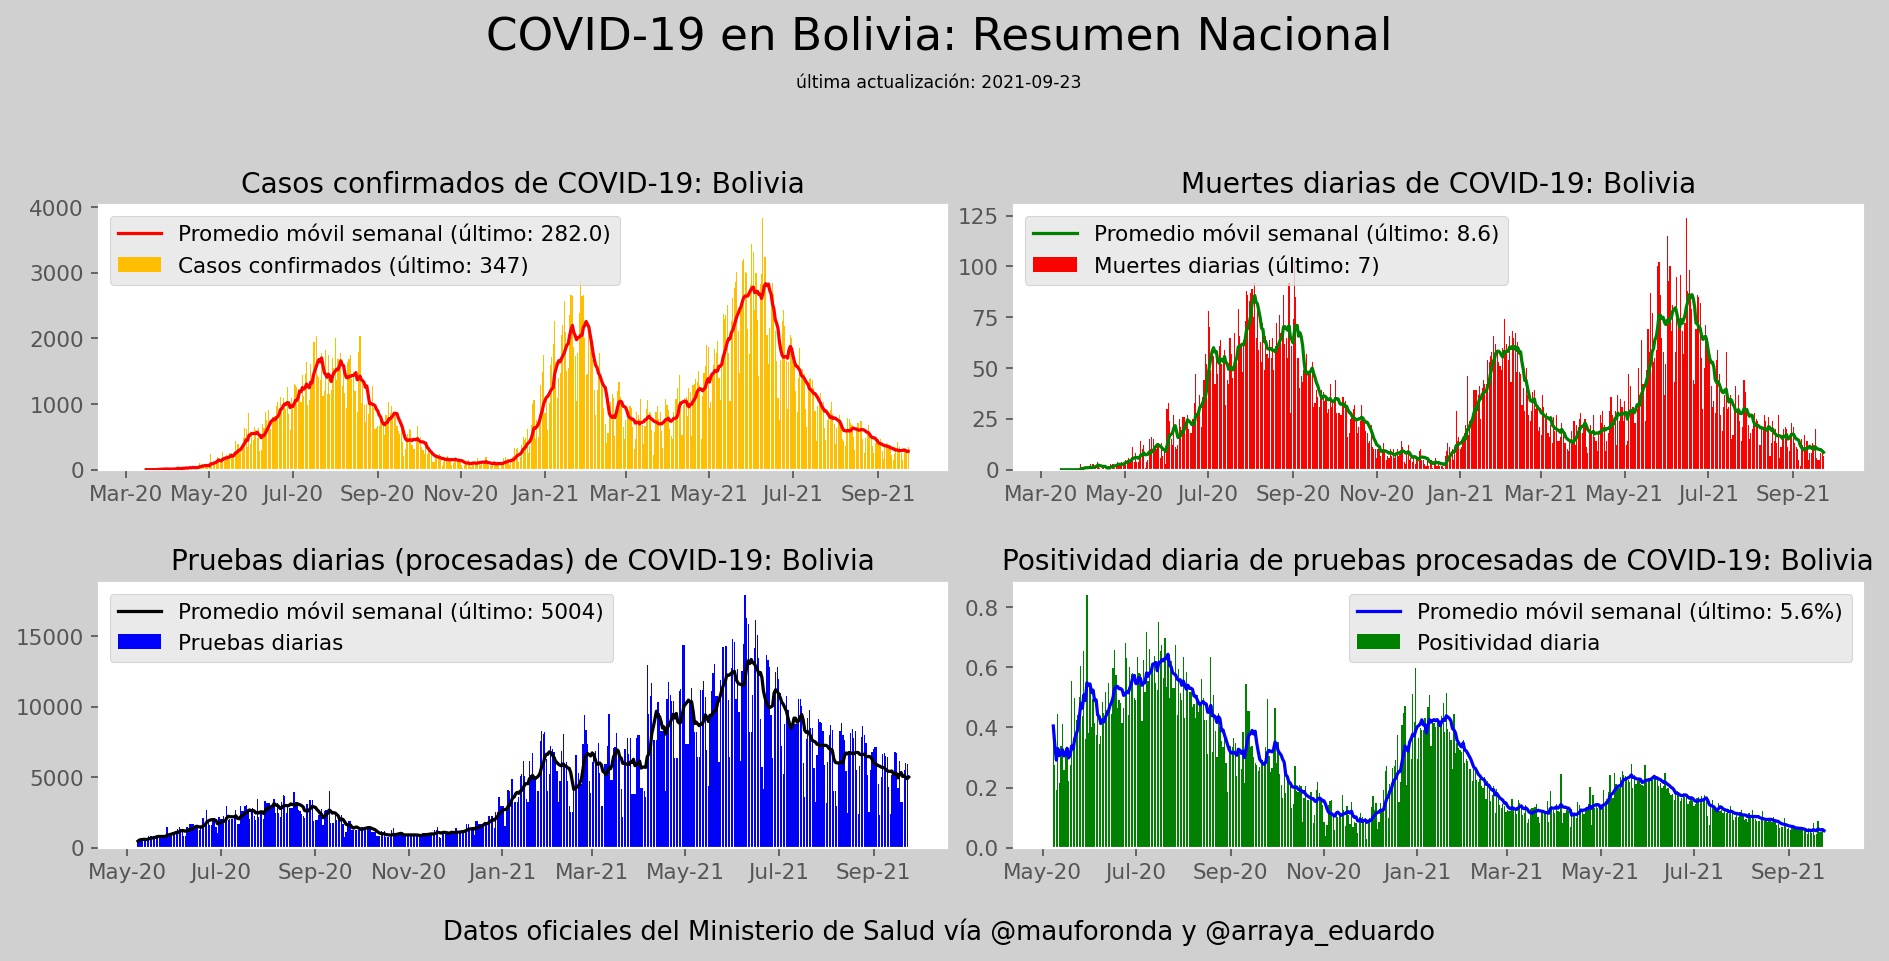 COVID-19 en Bolivia: Resumen Nacional
última actualización: 2021-09-23
Casos confirmados de COVID-19: Bolivia
4000
3000
2000
1000
0
Promedio móvil semanal (último: 282.0)
Casos confirmados (último: 347)
Mar-20 May-20 Jul-20 Sep-20 Nov-20 Jan-21 Mar-21 May-21 Jul-21 Sep-21
Muertes diarias de COVID-19: Bolivia
125
100
75
50
25
0
Promedio móvil semanal (último: 8.6)
Muertes diarias (último: 7)
Mar-20 May-20 Jul-20 Sep-20 Nov-20 Jan-21 Mar-21 May-21 Jul-21 Sep-21
Pruebas diarias (procesadas) de COVID-19: Bolivia
15000
10000
5000
0
Promedio móvil semanal (último: 5004)
Pruebas diarias
May-20 Jul-20 Sep-20 Nov-20 Jan-21 Mar-21 May-21 Jul-21 Sep-21
Positividad diaria de pruebas procesadas de COVID-19: Bolivia
0.8
0.6
0.4
0.2
0.0
Promedio móvil semanal (último: 5.6%)
Positividad diaria
May-20 Jul-20 Sep-20 Nov-20 Jan-21 Mar-21 May-21 Jul-21 Sep-21
Datos oficiales del Ministerio de Salud vía @mauforonda y @arraya_eduardo